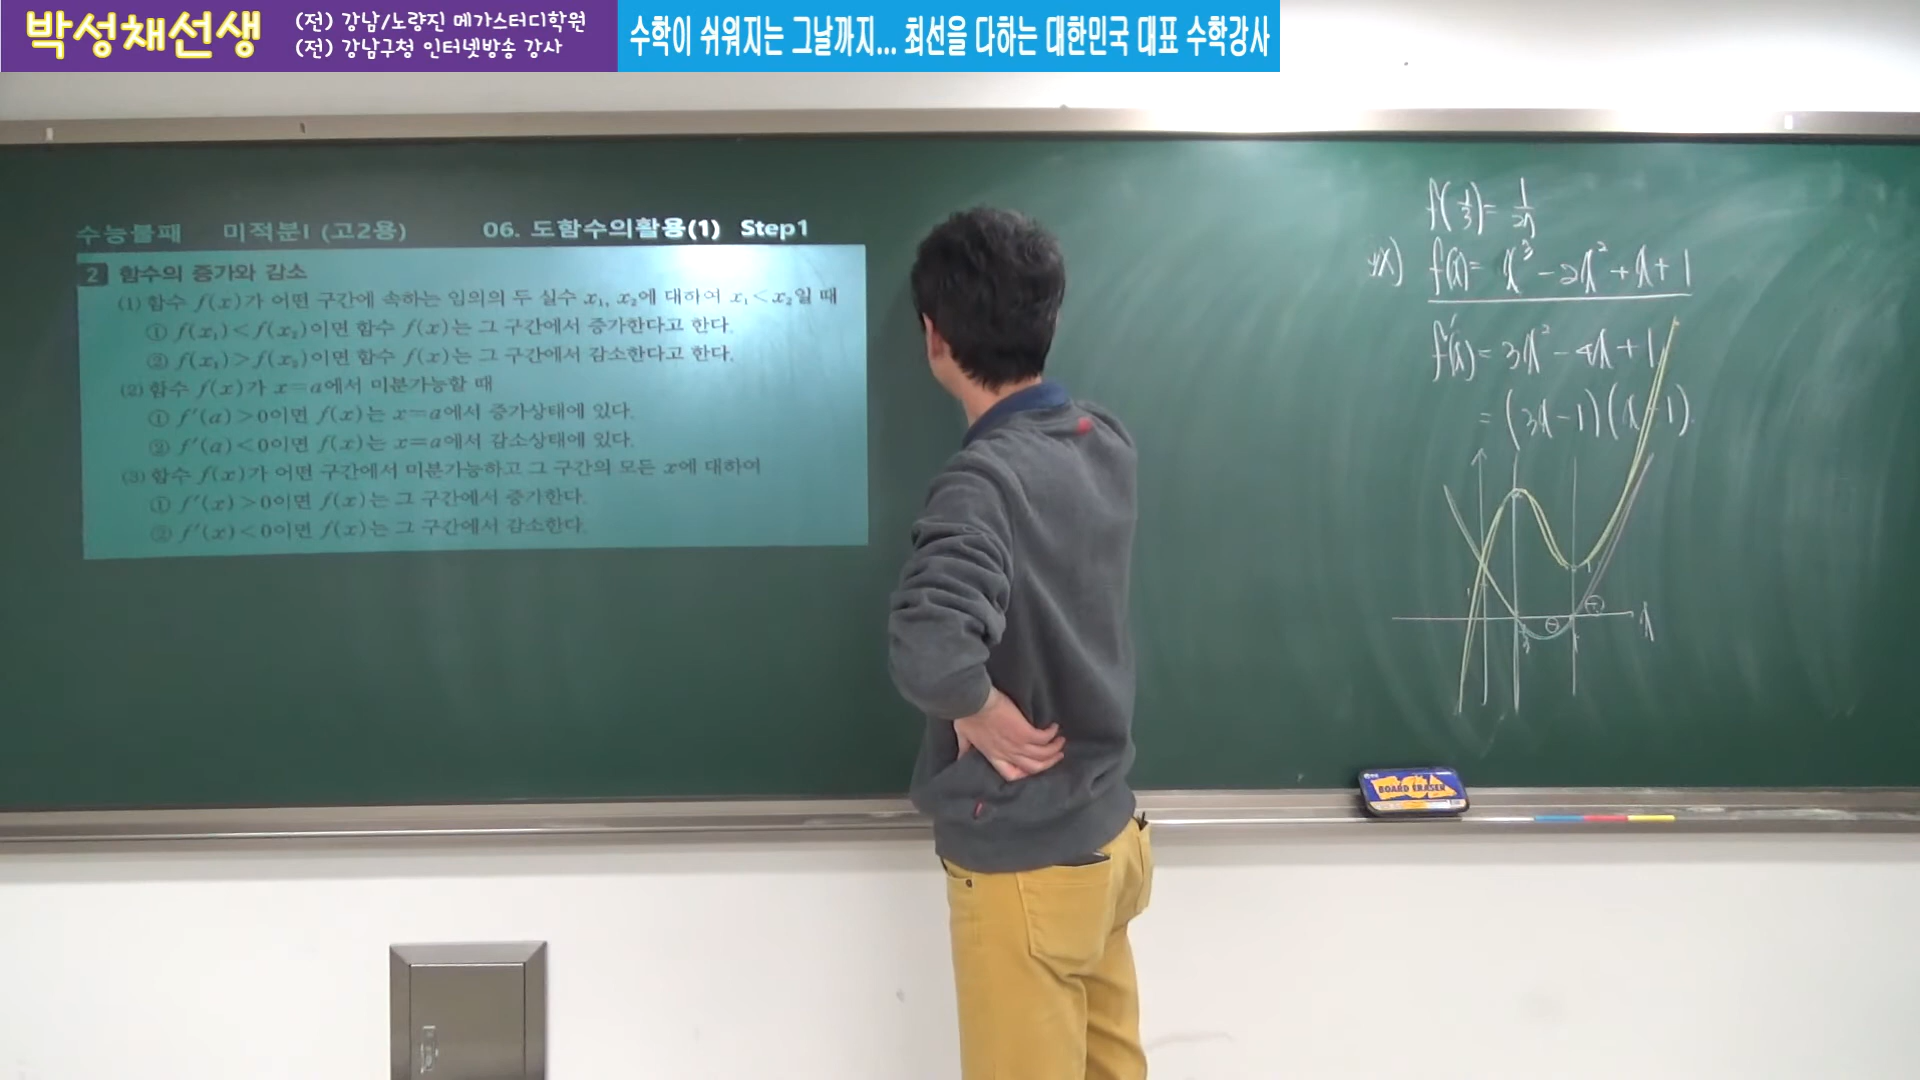 박성채선생
(전) 강남/노량진 메가스터디학원
(전) 강남구청 인터넷방송 강사
수학이 쉬워지는 그날까지... 최선을 다하는 대한민국 대표 수학강사
수능불패 미적분I (고2용) 06. 도함수의활용(1) Step1
2 함수의 증가와 감소
(1) 함수 f(x)가 어떤 구간에 속하는 임의의 두 실수 x₁, x₂에 대하여 x₁<x₂일 때
① f(x₁)<f(x₂)이면 함수 f(x)는 그 구간에서 증가한다고 한다.
② f(x₁)>f(x₂)이면 함수 f(x)는 그 구간에서 감소한다고 한다.
(2) 함수 f(x)가 x=a에서 미분가능할 때
① f′(a)>0이면 f(x)는 x=a에서 증가상태에 있다.
② f′(a)<0이면 f(x)는 x=a에서 감소상태에 있다.
(3) 함수 f(x)가 어떤 구간에서 미분가능하고 그 구간의 모든 x에 대하여
① f′(x)>0이면 f(x)는 그 구간에서 증가한다.
② f′(x)<0이면 f(x)는 그 구간에서 감소한다.
f(x)= x³-2x²+x+1
f′(x)= 3x²-4x+1
= (3x-1)(x-1).
x
BOARD ERASER